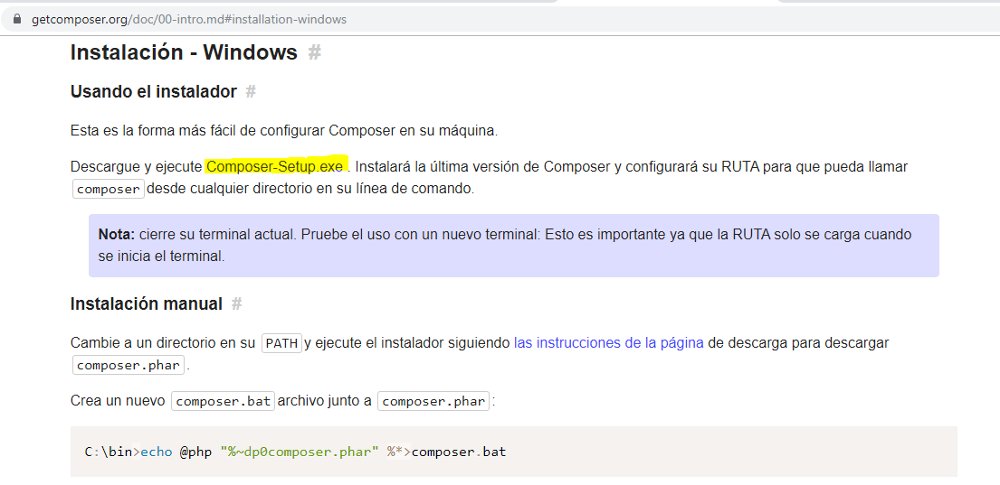 getcomposer.org/doc/00-intro.md#installation-windows
Instalación - Windows #
Usando el instalador #
Esta es la forma más fácil de configurar Composer en su máquina.
Descargue y ejecute Composer-Setup.exe . Instalará la última versión de Composer y configurará su RUTA para que pueda llamar
composer desde cualquier directorio en su línea de comando.
Nota: cierre su terminal actual. Pruebe el uso con un nuevo terminal: Esto es importante ya que la RUTA solo se carga cuando
se inicia el terminal.
Instalación manual #
Cambie a un directorio en su PATH y ejecute el instalador siguiendo las instrucciones de la página de descarga para descargar
composer.phar .
Crea un nuevo composer.bat archivo junto a composer.phar :
C:\bin>echo @php "%~dp0composer.phar" %*>composer.bat